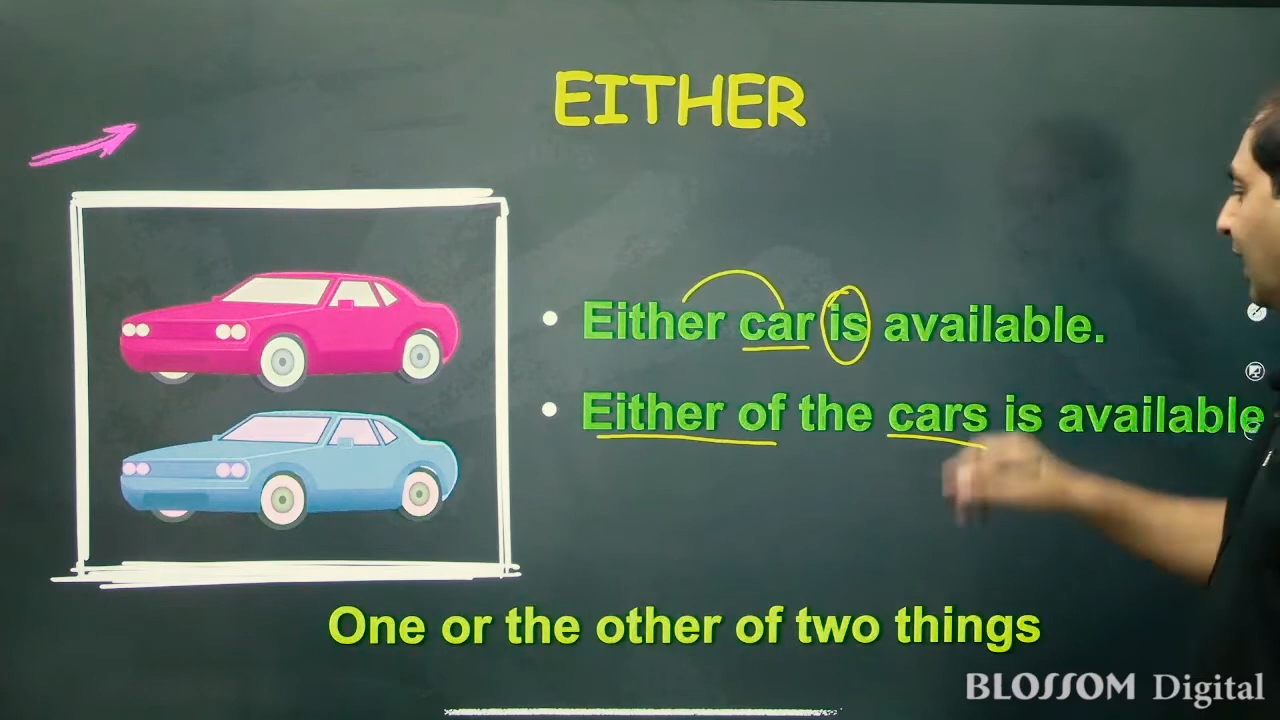 EITHER
• Either car is available.
• Either of the cars is available
One or the other of two things
BLOSSOM Digital